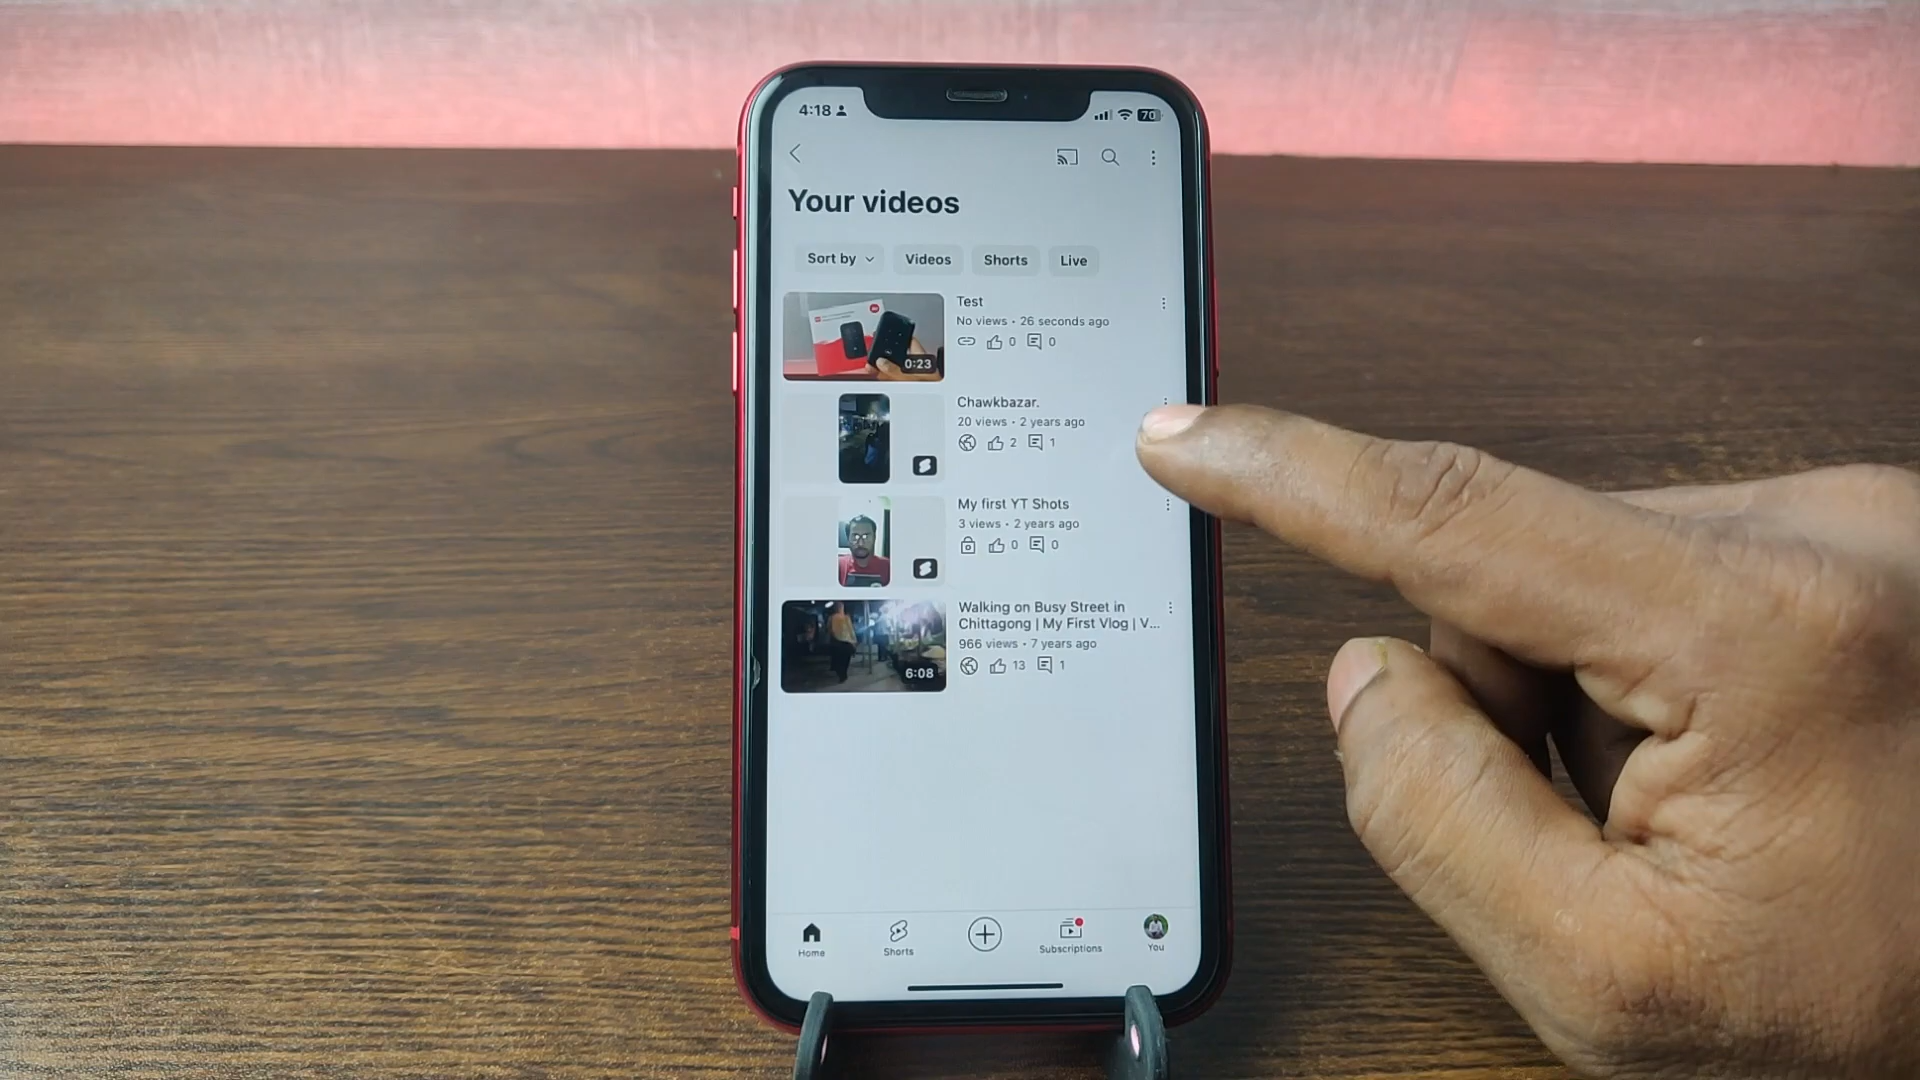 4:18
70
Your videos
Sort by
Videos
Shorts
Live
Test
No views • 26 seconds ago
0
0
0:23
Chawkbazar.
20 views • 2 years ago
2
1
My first YT Shots
3 views • 2 years ago
0
0
Walking on Busy Street in
Chittagong | My First Vlog | V...
966 views • 7 years ago
13
1
6:08
Home
Shorts
Subscriptions
You